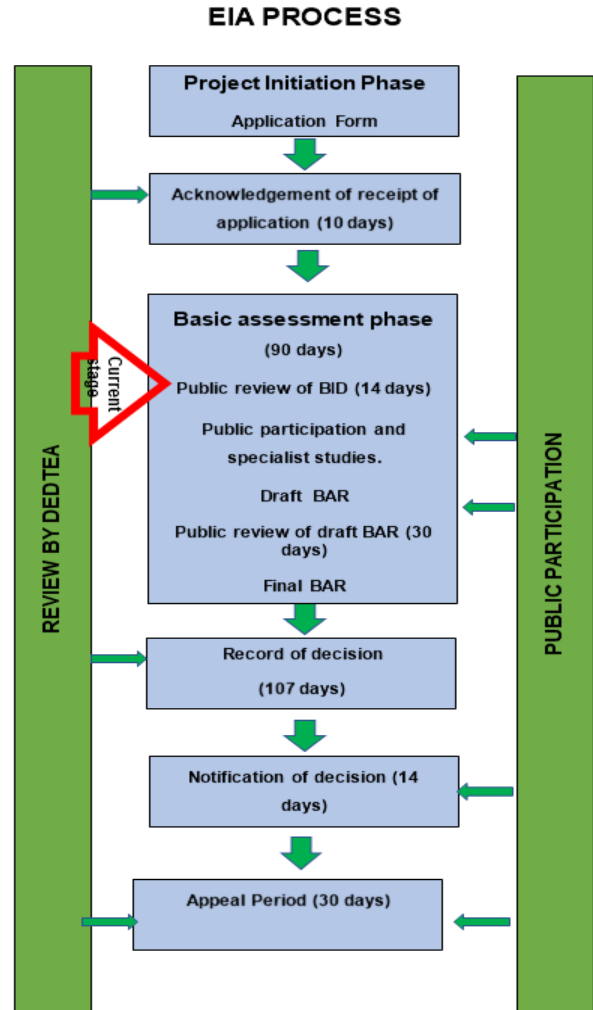 EIA PROCESS
Project Initiation Phase
Application Form
Acknowledgement of receipt of
application (10 days)
Basic assessment phase
(90 days)
Public review of BID (14 days)
Public participation and
specialist studies.
Draft BAR
Public review of draft BAR (30
days)
Final BAR
Record of decision
(107 days)
Notification of decision (14
days)
Appeal Period (30 days)
Current
stage
REVIEW BY DEDTEA
PUBLIC PARTICIPATION